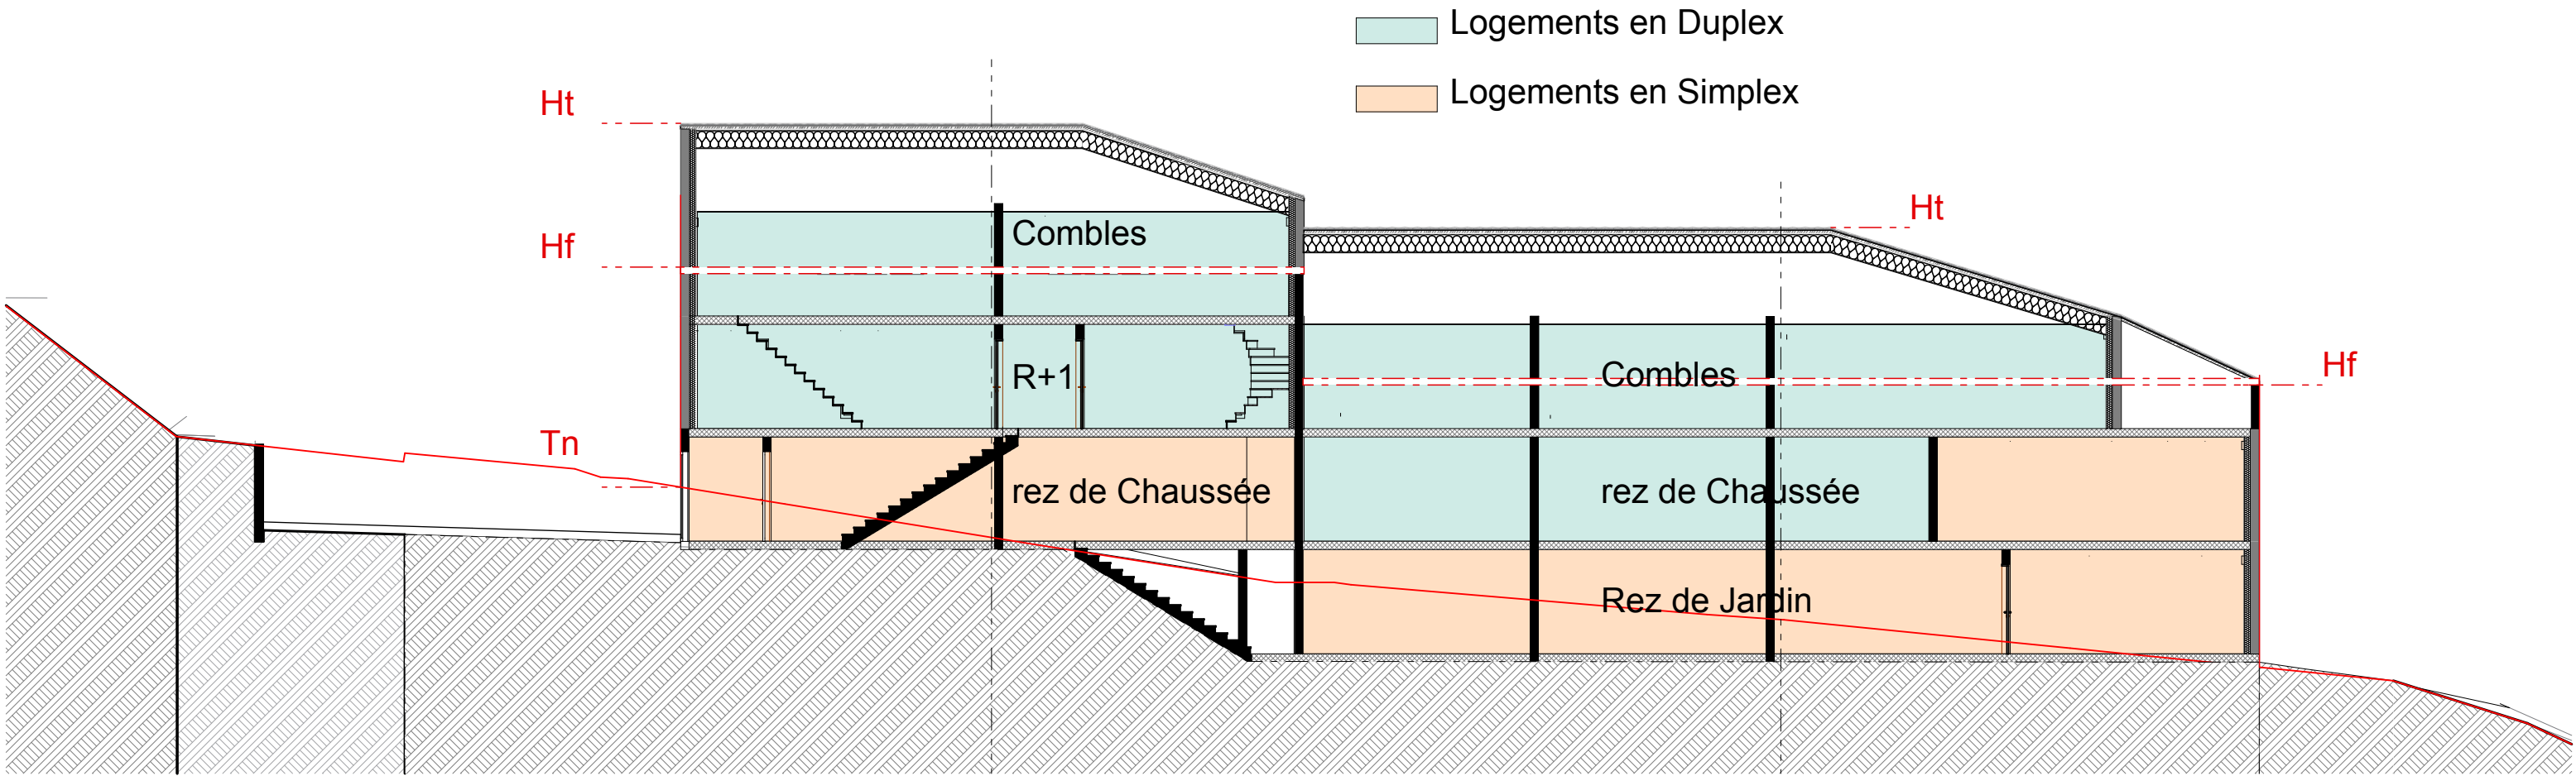 Logements en Duplex
Logements en Simplex
Ht
Ht
Combles
Hf
R+1
Combles
Hf
Tn
rez de Chaussée
rez de Chaussée
Rez de Jardin